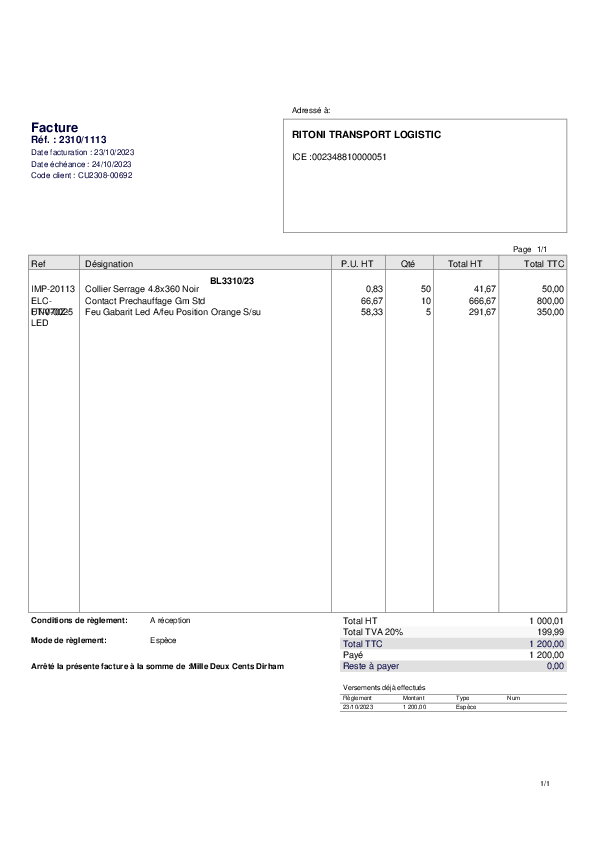 Adressé à:
Facture
Réf. : 2310/1113
Date facturation : 23/10/2023
Date échéance : 24/10/2023
Code client : CU2308-00692
RITONI TRANSPORT LOGISTIC
ICE :002348810000051
Page 1/1
Ref Désignation P.U. HT Qté Total HT Total TTC
BL3310/23
IMP-20113 Collier Serrage 4.8x360 Noir 0,83 50 41,67 50,00
ELC- Contact Prechauffage Gm Std 66,67 10 666,67 800,00
Feu Gabarit Led A/feu Position Orange S/su 58,33 5 291,67 350,00
LED
Conditions de règlement: A réception
Mode de règlement: Espèce
Arrêté la présente facture à la somme de :Mille Deux Cents Dirham
Total HT 1 000,01
Total TVA 20% 199,99
Total TTC 1 200,00
Payé 1 200,00
Reste à payer 0,00
Versements déjà effectués
Règlement Montant Type Num
23/10/2023 1 200,00 Espèce
1/1